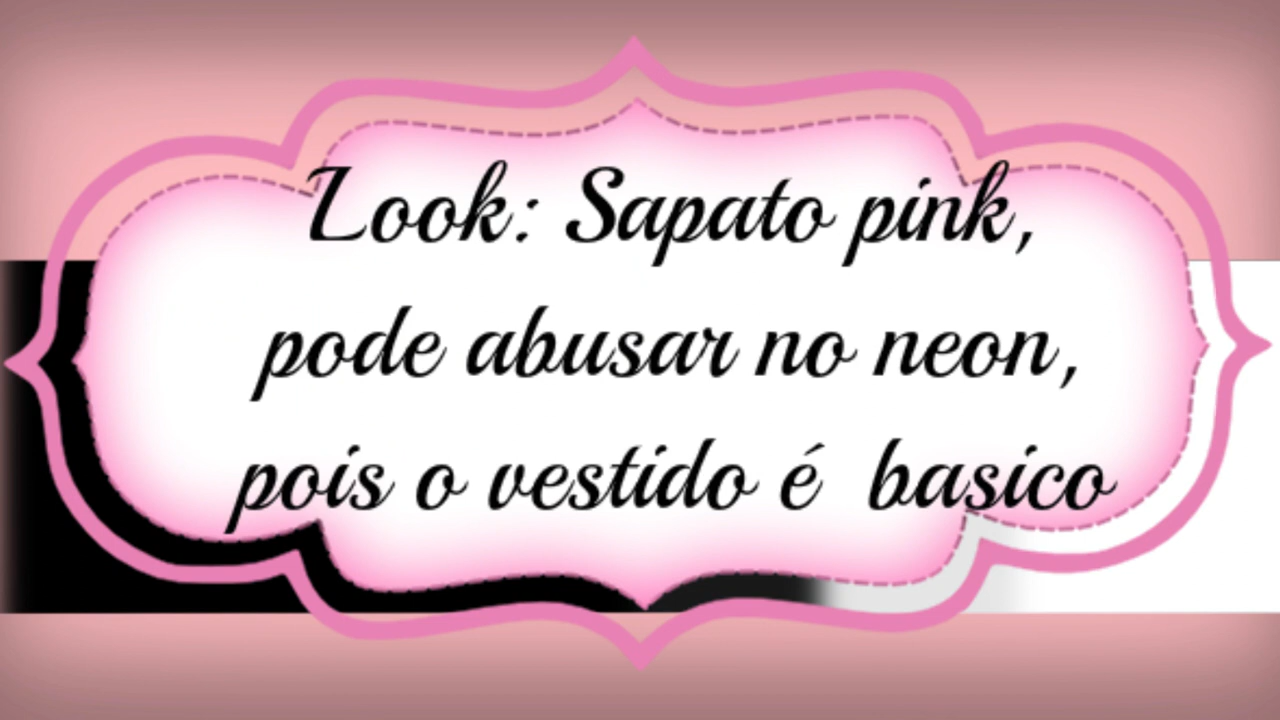 Look: Sapato pink,
pode abusar no neon,
pois o vestido é basico